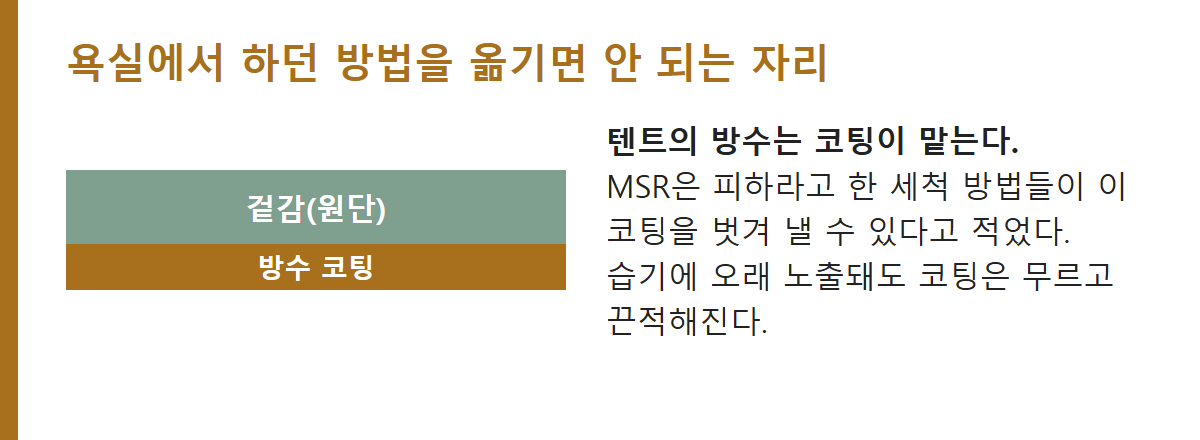 욕실에서 하던 방법을 옮기면 안 되는 자리
겉감(원단)
방수 코팅
텐트의 방수는 코팅이 맡는다.
MSR은 피하라고 한 세척 방법들이 이
코팅을 벗겨 낼 수 있다고 적었다.
습기에 오래 노출돼도 코팅은 무르고
끈적해진다.